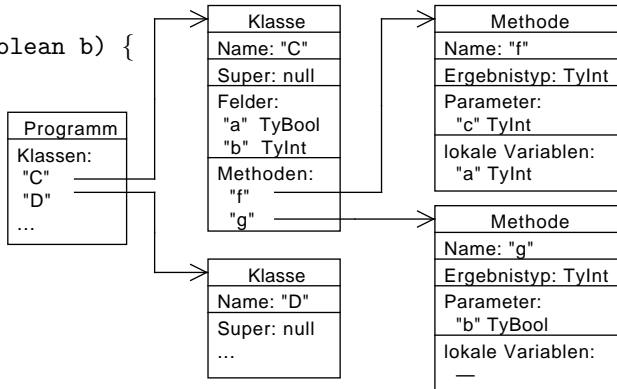 olean b) {
Programm
Klassen:
"C"
"D"
...
Klasse
Name: "C"
Super: null
Felder:
"a" TyBool
"b" TyInt
Methoden:
"f"
"g"
Klasse
Name: "D"
Super: null
...
Methode
Name: "f"
Ergebnistyp: TyInt
Parameter:
"c" TyInt
lokale Variablen:
"a" TyInt
Methode
Name: "g"
Ergebnistyp: TyInt
Parameter:
"b" TyBool
lokale Variablen:
—